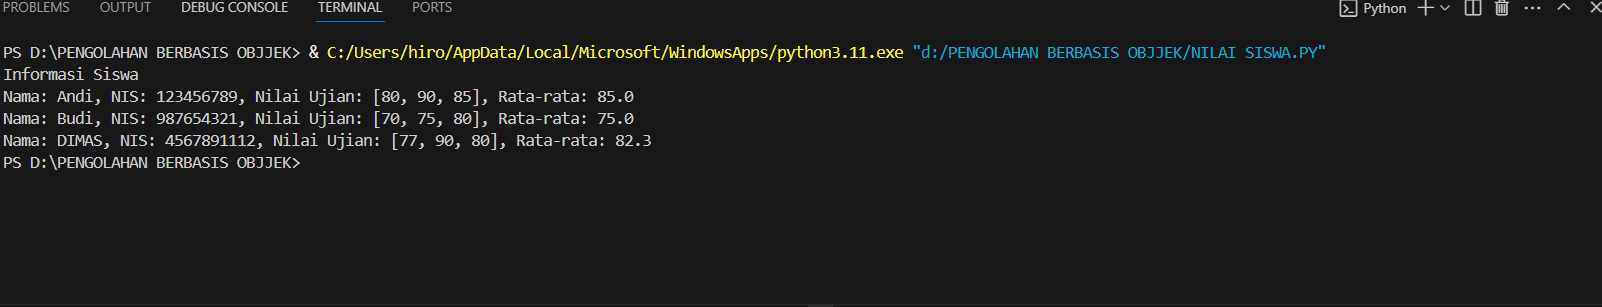 PROBLEMS OUTPUT DEBUG CONSOLE TERMINAL PORTS Python
PS D:\PENGOLAHAN BERBASIS OBJJEK> & C:/Users/hiro/AppData/Local/Microsoft/WindowsApps/python3.11.exe "d:/PENGOLAHAN BERBASIS OBJJEK/NILAI SISWA.PY"
Informasi Siswa
Nama: Andi, NIS: 123456789, Nilai Ujian: [80, 90, 85], Rata-rata: 85.0
Nama: Budi, NIS: 987654321, Nilai Ujian: [70, 75, 80], Rata-rata: 75.0
Nama: DIMAS, NIS: 4567891112, Nilai Ujian: [77, 90, 80], Rata-rata: 82.3
PS D:\PENGOLAHAN BERBASIS OBJJEK>